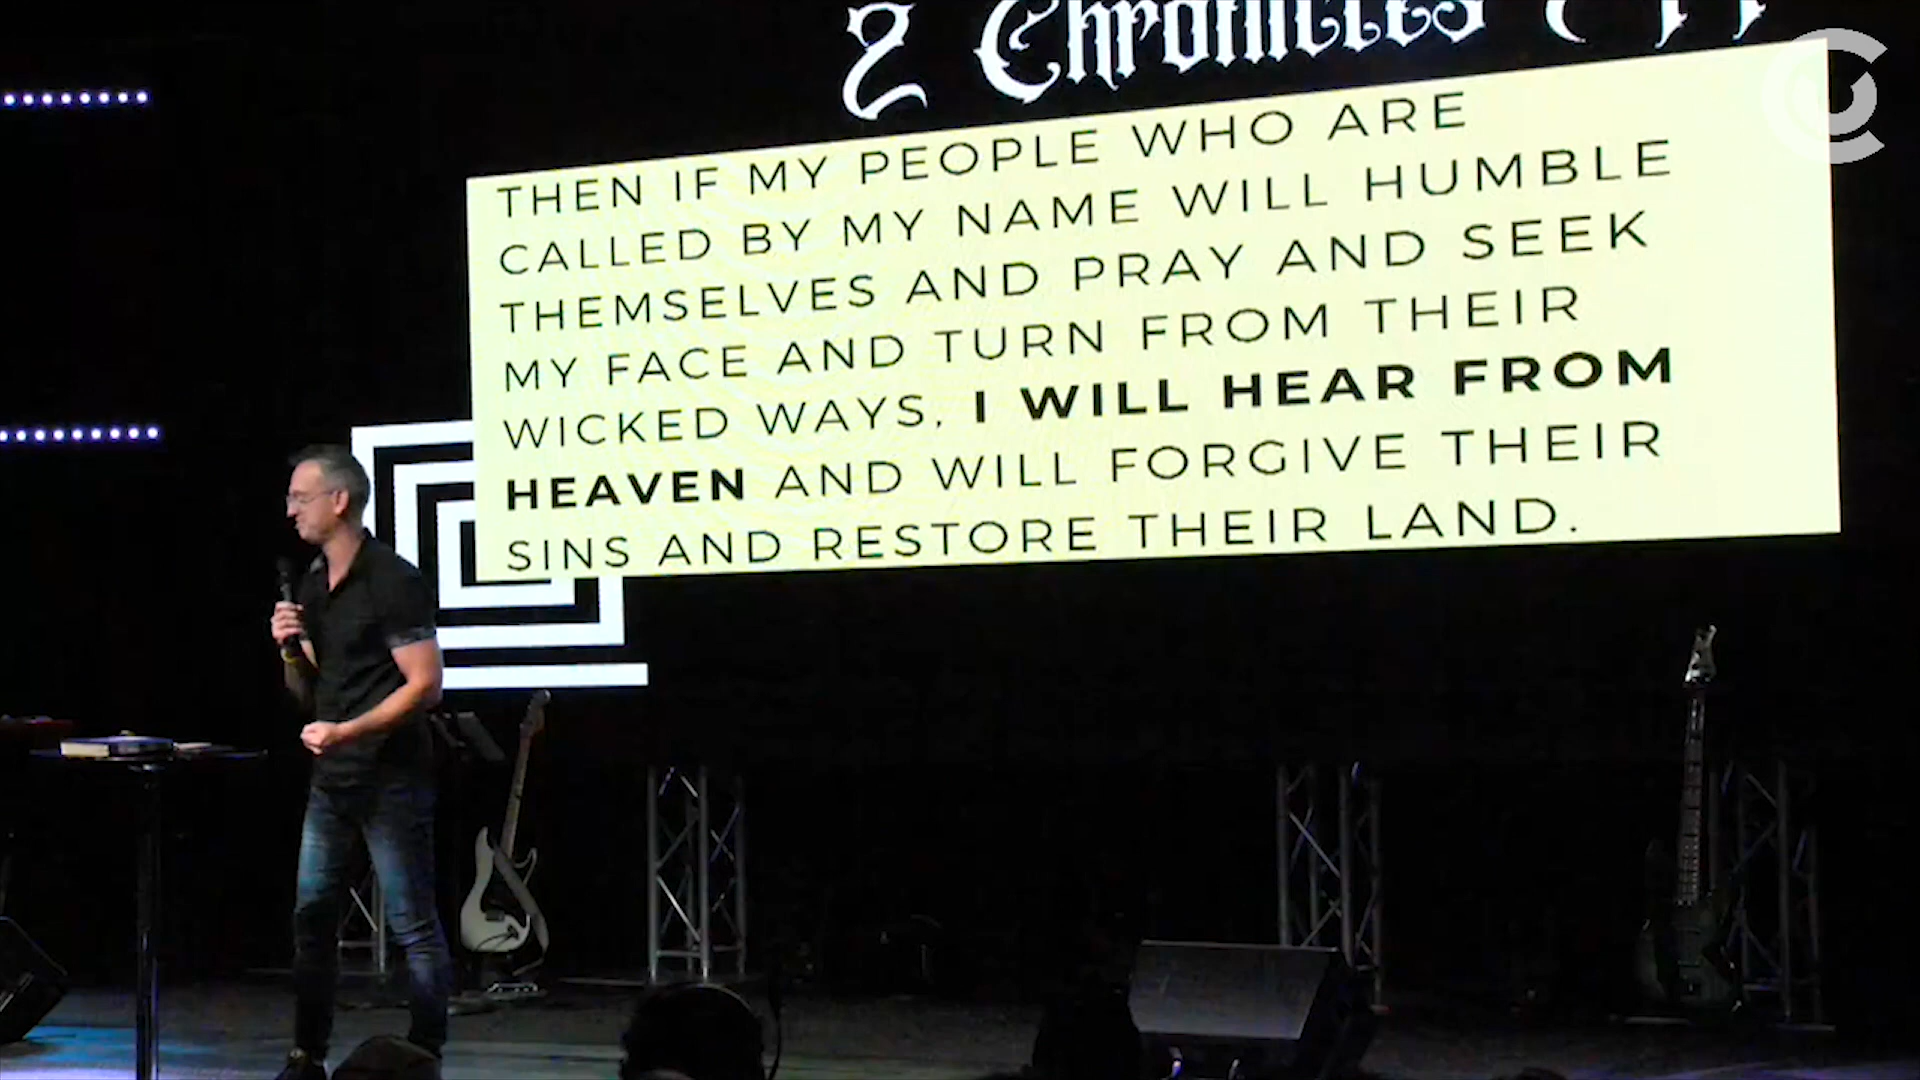 2 Chronicles
THEN IF MY PEOPLE WHO ARE
CALLED BY MY NAME WILL HUMBLE
THEMSELVES AND PRAY AND SEEK
MY FACE AND TURN FROM THEIR
WICKED WAYS, I WILL HEAR FROM
HEAVEN AND WILL FORGIVE THEIR
SINS AND RESTORE THEIR LAND.